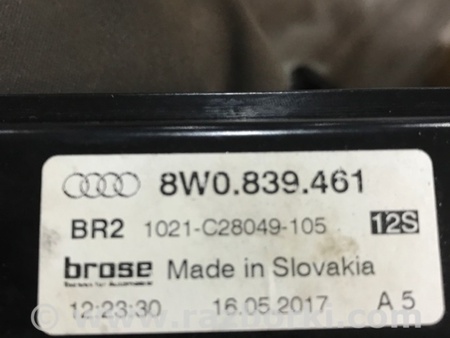 8W0.839.461
BR2 1021-C28049-105 12S
brose Made in Slovakia
12:23:30 16.05.2017 A 5